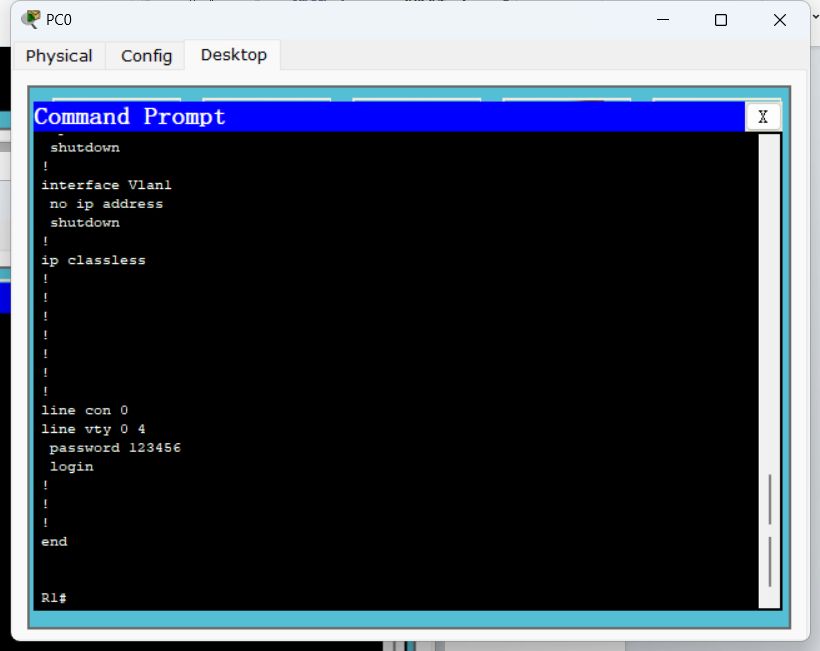 PC0
Physical Config Desktop
Command Prompt X
shutdown
!
interface Vlan1
no ip address
shutdown
!
ip classless
!
!
!
!
!
!
!
line con 0
line vty 0 4
password 123456
login
!
!
!
end
R1#